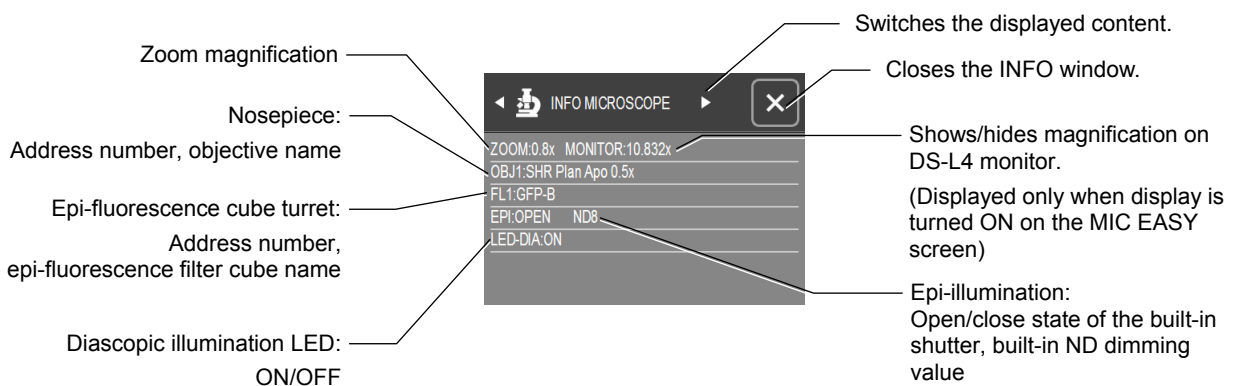 Zoom magnification
Nosepiece:
Address number, objective name
Epi-fluorescence cube turret:
Address number,
epi-fluorescence filter cube name
Diascopic illumination LED:
ON/OFF
INFO MICROSCOPE
ZOOM:0.8x MONITOR:10.832x
OBJ1:SHR Plan Apo 0.5x
FL1:GFP-B
EPI:OPEN ND8
LED-DIA:ON
Switches the displayed content.
Closes the INFO window.
Shows/hides magnification on
DS-L4 monitor.
(Displayed only when display is
turned ON on the MIC EASY
screen)
Epi-illumination:
Open/close state of the built-in
shutter, built-in ND dimming
value